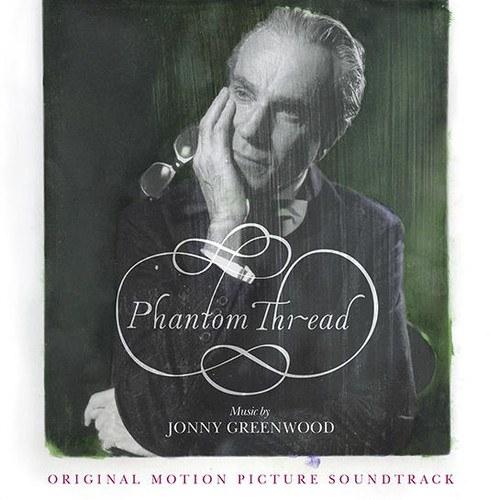 Phantom Thread
Music by
JONNY GREENWOOD
ORIGINAL MOTION PICTURE SOUNDTRACK